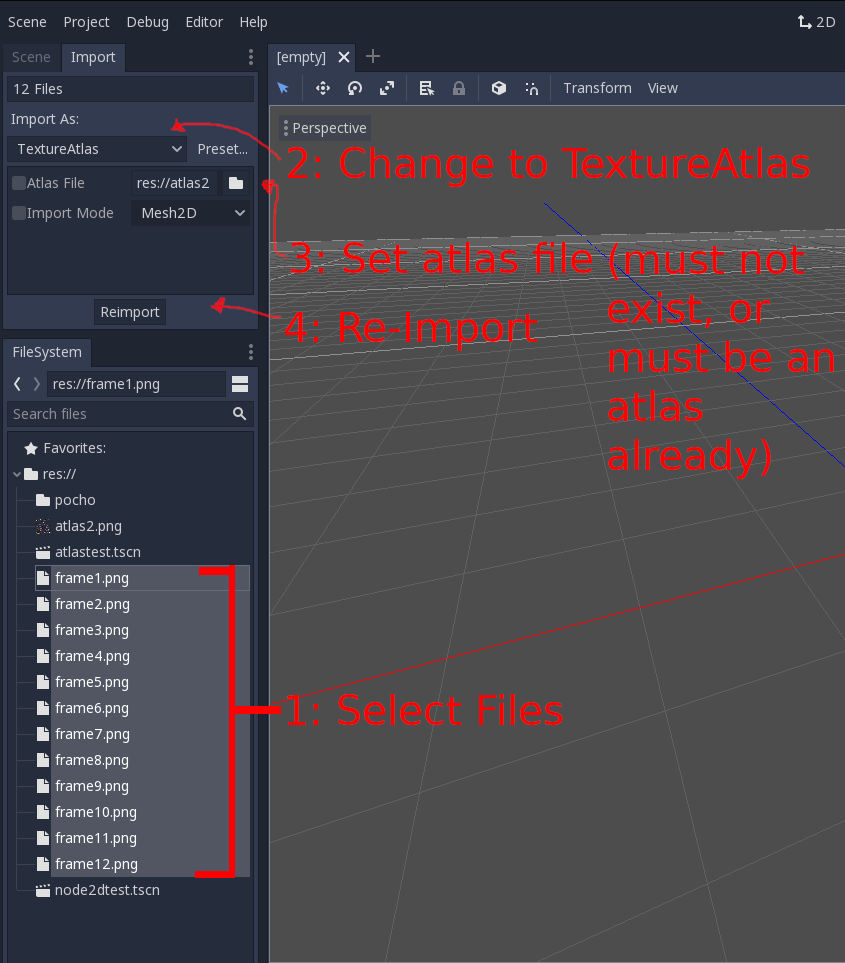 Scene Project Debug Editor Help 2D
Scene Import [empty]
12 Files
Transform View
Import As:
Perspective
TextureAtlas Preset...
2: Change to TextureAtlas
Atlas File res://atlas2
Import Mode Mesh2D
3: Set atlas file (must not
exist, or
must be an
atlas
already)
Reimport
4: Re-Import
FileSystem
res://frame1.png
Search files
Favorites:
res://
pocho
atlas2.png
atlastest.tscn
frame1.png
frame2.png
frame3.png
frame4.png
frame5.png
frame6.png
1: Select Files
frame7.png
frame8.png
frame9.png
frame10.png
frame11.png
frame12.png
node2dtest.tscn